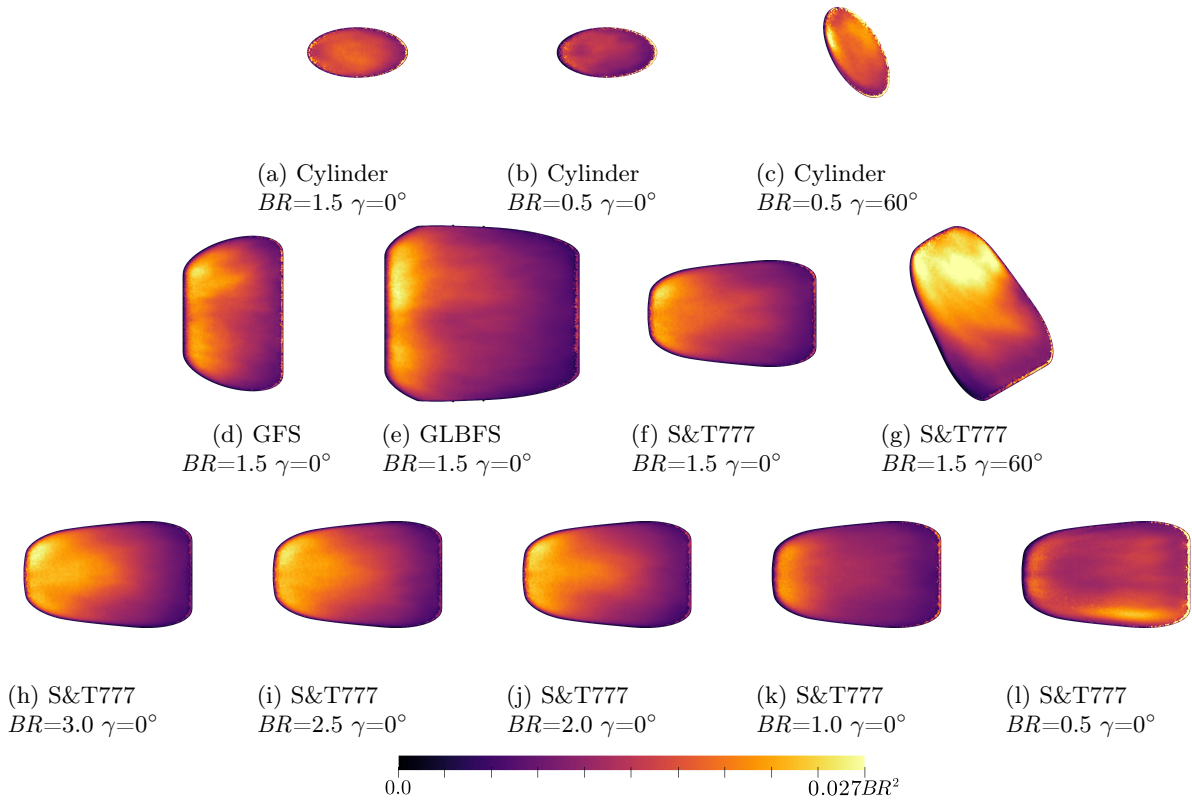 (a) Cylinder
BR=1.5 γ=0°
(b) Cylinder
BR=0.5 γ=0°
(c) Cylinder
BR=0.5 γ=60°
(d) GFS
BR=1.5 γ=0°
(e) GLBFS
BR=1.5 γ=0°
(f) S&T777
BR=1.5 γ=0°
(g) S&T777
BR=1.5 γ=60°
(h) S&T777
BR=3.0 γ=0°
(i) S&T777
BR=2.5 γ=0°
(j) S&T777
BR=2.0 γ=0°
(k) S&T777
BR=1.0 γ=0°
(l) S&T777
BR=0.5 γ=0°
0.0 0.027BR²